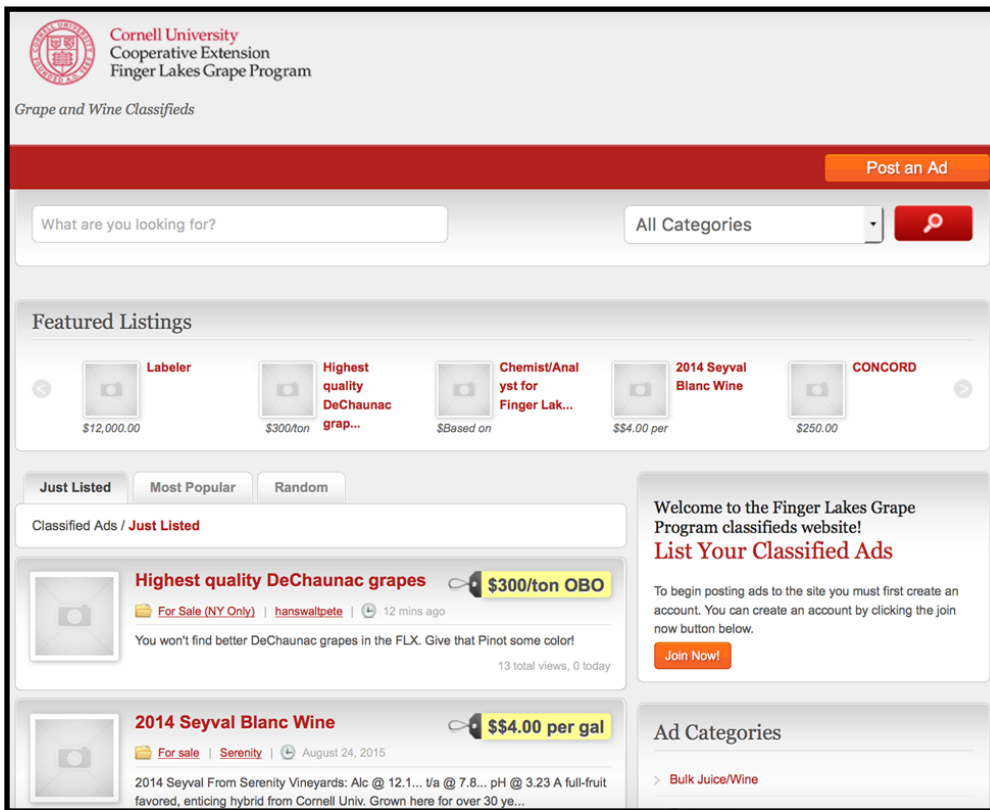 Cornell University
Cooperative Extension
Finger Lakes Grape Program
Grape and Wine Classifieds
Post an Ad
What are you looking for?
All Categories
Featured Listings
Labeler
$12,000.00
Highest
quality
DeChaunac
grap...
$300/ton
Chemist/Anal
yst for
Finger Lak...
$Based on
2014 Seyval
Blanc Wine
$$4.00 per
CONCORD
$250.00
Just Listed
Most Popular
Random
Classified Ads / Just Listed
Highest quality DeChaunac grapes
$300/ton OBO
For Sale (NY Only) | hanswaltpete | 12 mins ago
You won't find better DeChaunac grapes in the FLX. Give that Pinot some color!
13 total views, 0 today
2014 Seyval Blanc Wine
$$4.00 per gal
For sale | Serenity | August 24, 2015
2014 Seyval From Serenity Vineyards: Alc @ 12.1... t/a @ 7.8... pH @ 3.23 A full-fruit
favored, enticing hybrid from Cornell Univ. Grown here for over 30 ye...
Welcome to the Finger Lakes Grape
Program classifieds website!
List Your Classified Ads
To begin posting ads to the site you must first create an
account. You can create an account by clicking the join
now button below.
Join Now!
Ad Categories
Bulk Juice/Wine